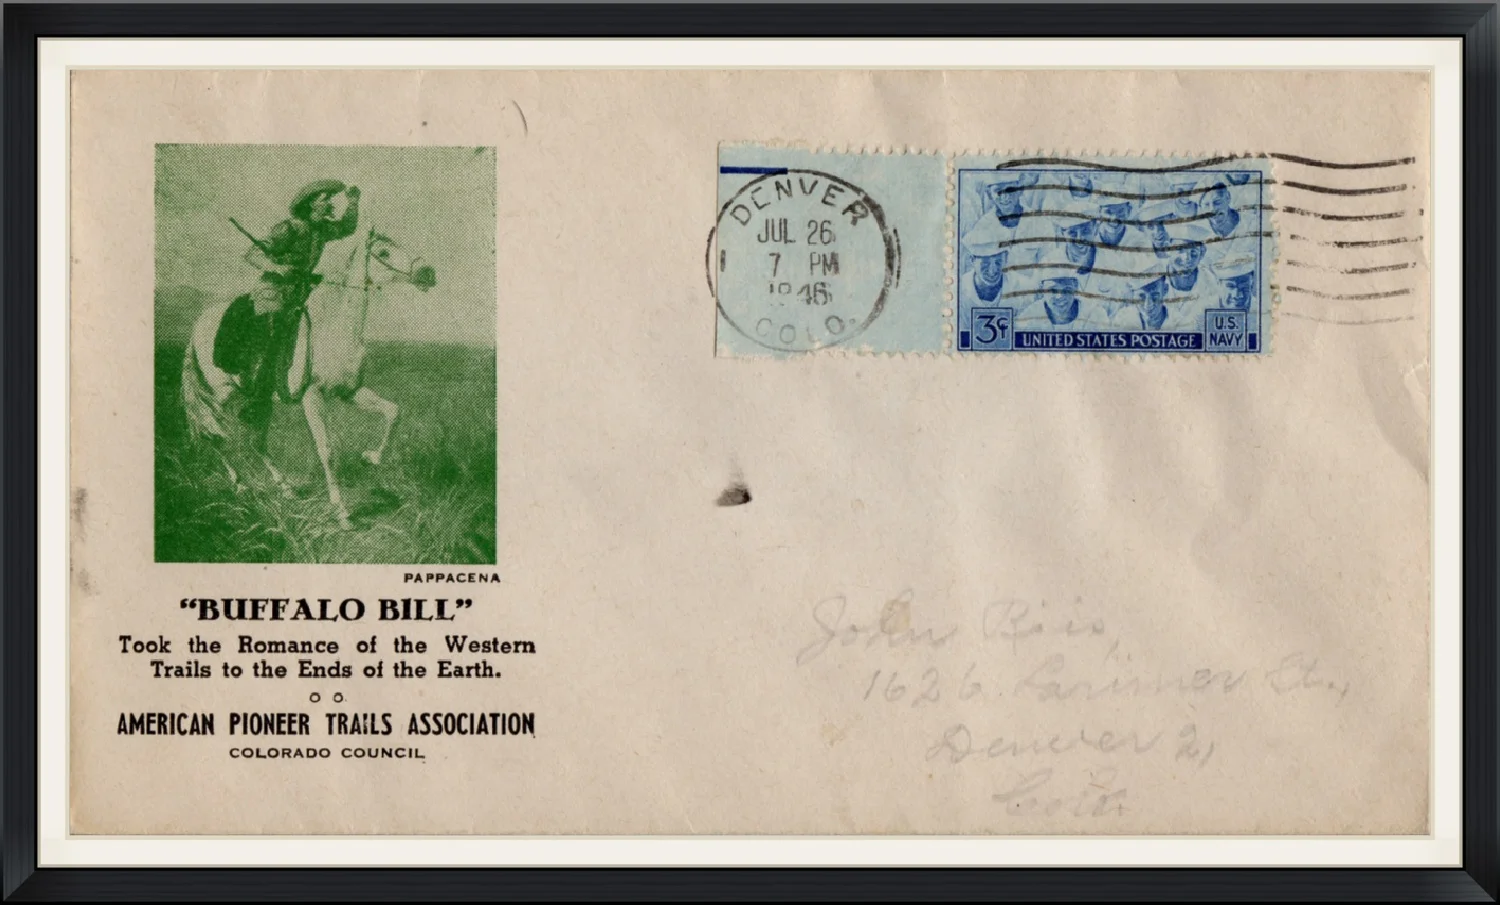 DENVER
JUL 26
7 PM
1946
COLO.
3¢ UNITED STATES POSTAGE U.S. NAVY
PAPPACENA
“BUFFALO BILL”
Took the Romance of the Western
Trails to the Ends of the Earth.
o o
AMERICAN PIONEER TRAILS ASSOCIATION
COLORADO COUNCIL
John
1626 Larimer St.,
Denver 2,
Colo.